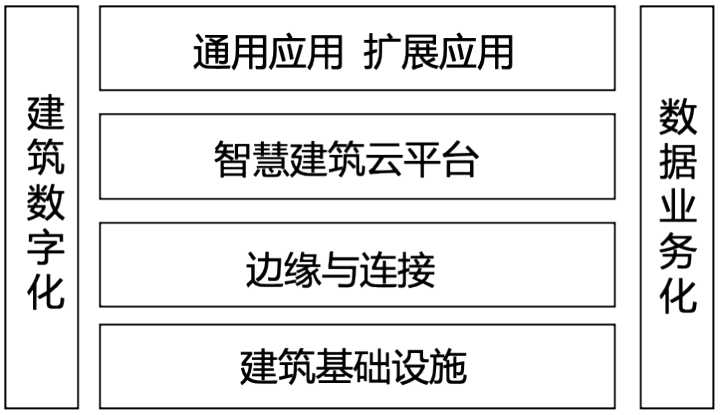 建筑数字化
通用应用 扩展应用
智慧建筑云平台
边缘与连接
建筑基础设施
数据业务化